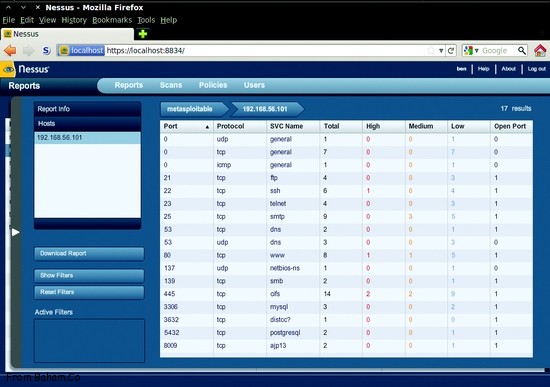 Nessus - Mozilla Firefox
File Edit View History Bookmarks Tools Help
Nessus
localhost https://localhost:8834/ Google
Nessus ben Help About Log out
Reports Reports Scans Policies Users
Report Info
Hosts
192.168.56.101
Download Report
Show Filters
Reset Filters
Active Filters
metasploitable 192.168.56.101 17 results
Port Protocol SVC Name Total High Medium Low Open Port
0 udp general 1 0 0 1 0
0 tcp general 7 0 0 7 0
0 icmp general 1 0 0 1 0
21 tcp ftp 4 0 0 3 1
22 tcp ssh 6 1 0 4 1
23 tcp telnet 4 0 0 3 1
25 tcp smtp 9 0 3 5 1
53 tcp dns 2 0 0 1 1
53 udp dns 3 0 0 3 0
80 tcp www 8 1 1 5 1
137 udp netbios-ns 1 0 0 1 0
139 tcp smb 2 0 0 1 1
445 tcp cifs 14 2 2 9 1
3306 tcp mysql 3 0 0 2 1
3632 tcp distcc? 1 0 0 0 1
5432 tcp postgresql 2 0 0 1 1
8009 tcp ajp13 2 0 0 1 1